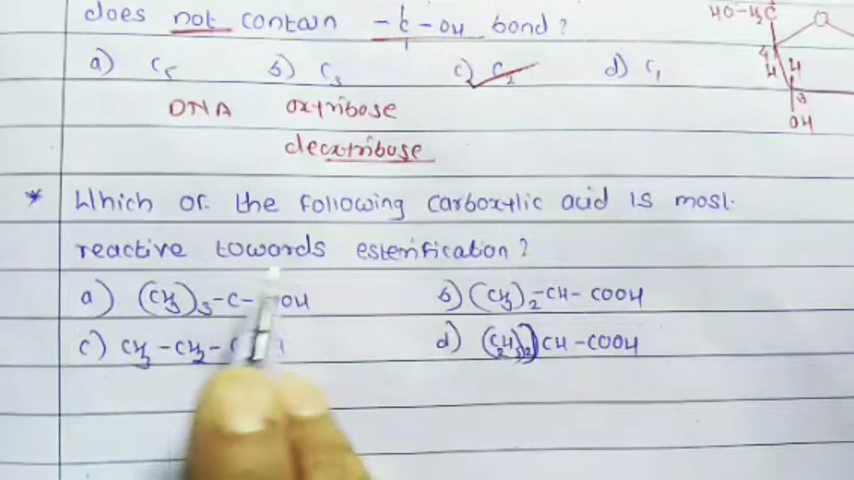 does not contain -C-OH bond?
HO-H₂C O
a) C₅ b) C₃ c) C₂ d) C₁
4 H H
DNA oxyribose
3
OH
deoxyribose
* Which of the following carboxylic acid is most
reactive towards esterification?
a) (CH₃)₃-C- OH b) (CH₃)₂-CH-COOH
c) CH₃-CH₂- d) (C₂H₅)₂CH-COOH